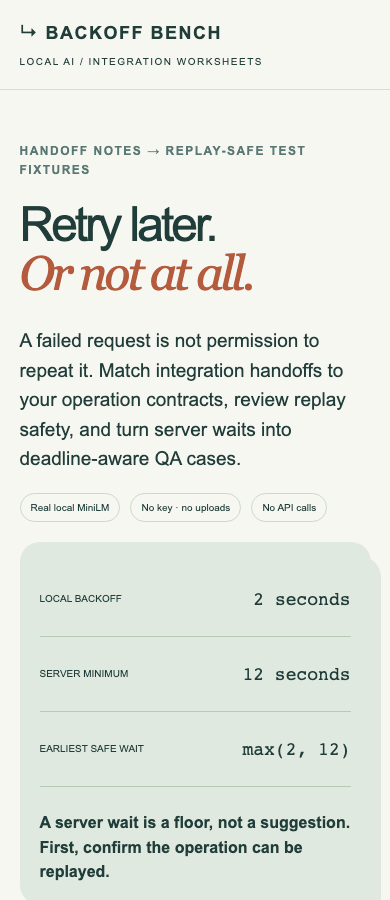 ↳ BACKOFF BENCH
LOCAL AI / INTEGRATION WORKSHEETS
HANDOFF NOTES → REPLAY-SAFE TEST
FIXTURES
Retry later.
Or not at all.
A failed request is not permission to
repeat it. Match integration handoffs to
your operation contracts, review replay
safety, and turn server waits into
deadline-aware QA cases.
Real local MiniLM No key · no uploads No API calls
LOCAL BACKOFF 2 seconds
SERVER MINIMUM 12 seconds
EARLIEST SAFE WAIT max(2, 12)
A server wait is a floor, not a suggestion.
First, confirm the operation can be
replayed.